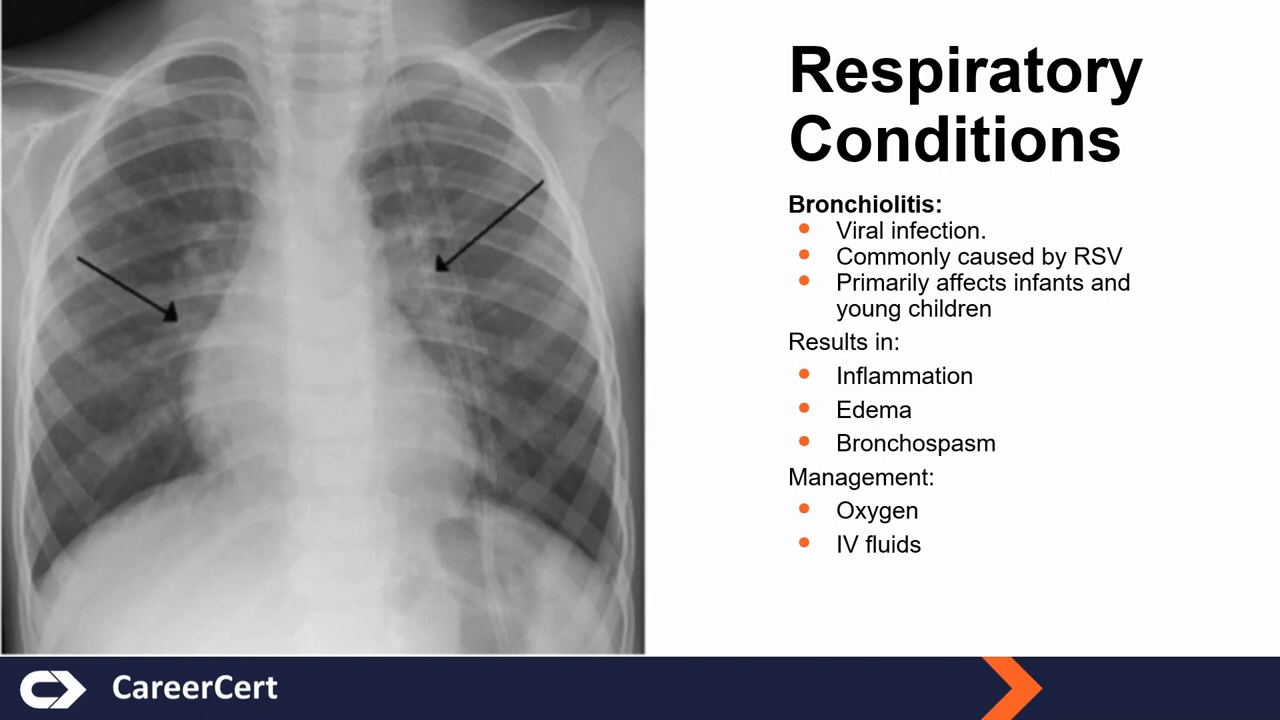 Respiratory
Conditions
Bronchiolitis:
Viral infection.
Commonly caused by RSV
Primarily affects infants and
young children
Results in:
Inflammation
Edema
Bronchospasm
Management:
Oxygen
IV fluids
CareerCert